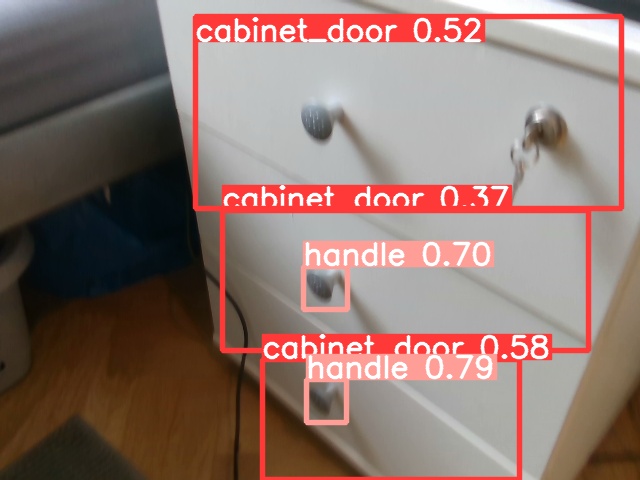 cabinet_door 0.52
cabinet_door 0.37
handle 0.70
cabinet_door 0.58
handle 0.79